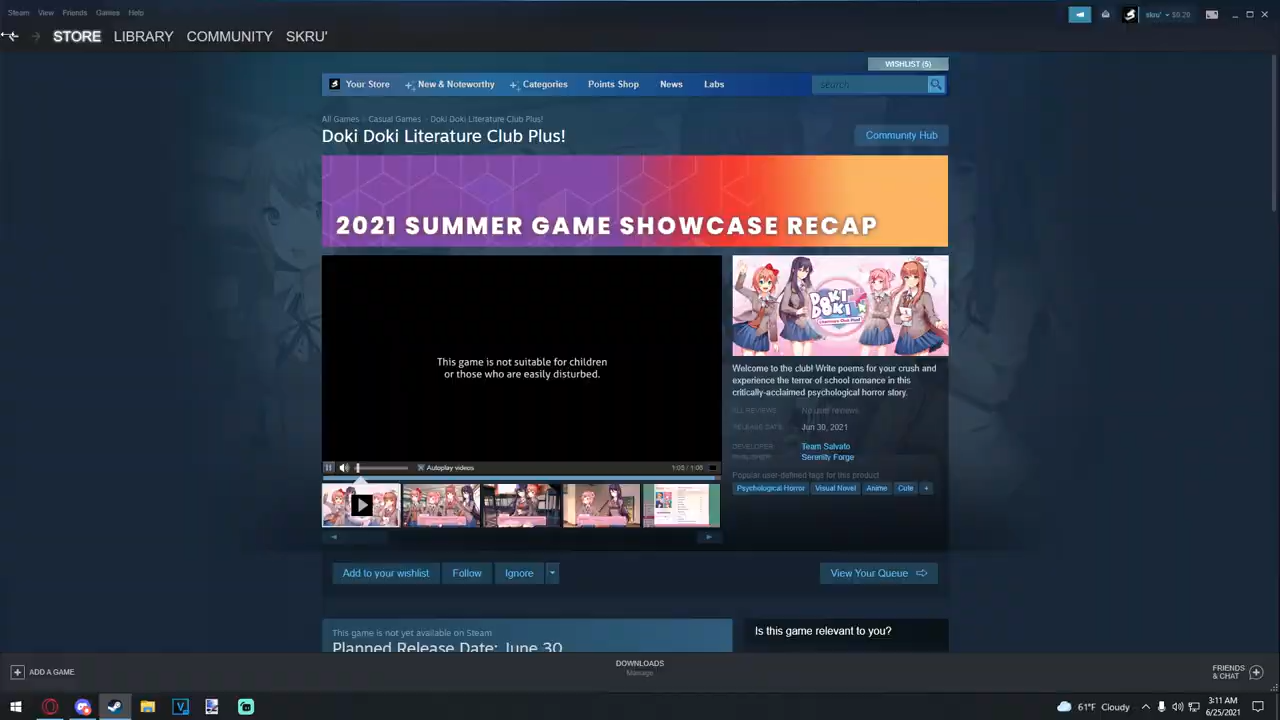 Steam View Friends Games Help
skru' $0.26
STORE LIBRARY COMMUNITY SKRU'
WISHLIST (5)
Your Store New & Noteworthy Categories Points Shop News Labs search
All Games Casual Games Doki Doki Literature Club Plus!
Doki Doki Literature Club Plus!
Community Hub
2021 SUMMER GAME SHOWCASE RECAP
This game is not suitable for children
or those who are easily disturbed.
DOKI
DOKI
Literature Club Plus!
Welcome to the club! Write poems for your crush and
experience the terror of school romance in this
critically-acclaimed psychological horror story.
ALL REVIEWS: No user reviews
RELEASE DATE: Jun 30, 2021
DEVELOPER: Team Salvato
PUBLISHER: Serenity Forge
Popular user-defined tags for this product
Psychological Horror Visual Novel Anime Cute +
Autoplay videos 1:05 / 1:05
Add to your wishlist Follow Ignore View Your Queue
This game is not yet available on Steam
Planned Release Date: June 30
Is this game relevant to you?
ADD A GAME
DOWNLOADS
Manage
FRIENDS
& CHAT
61°F Cloudy
3:11 AM
6/25/2021